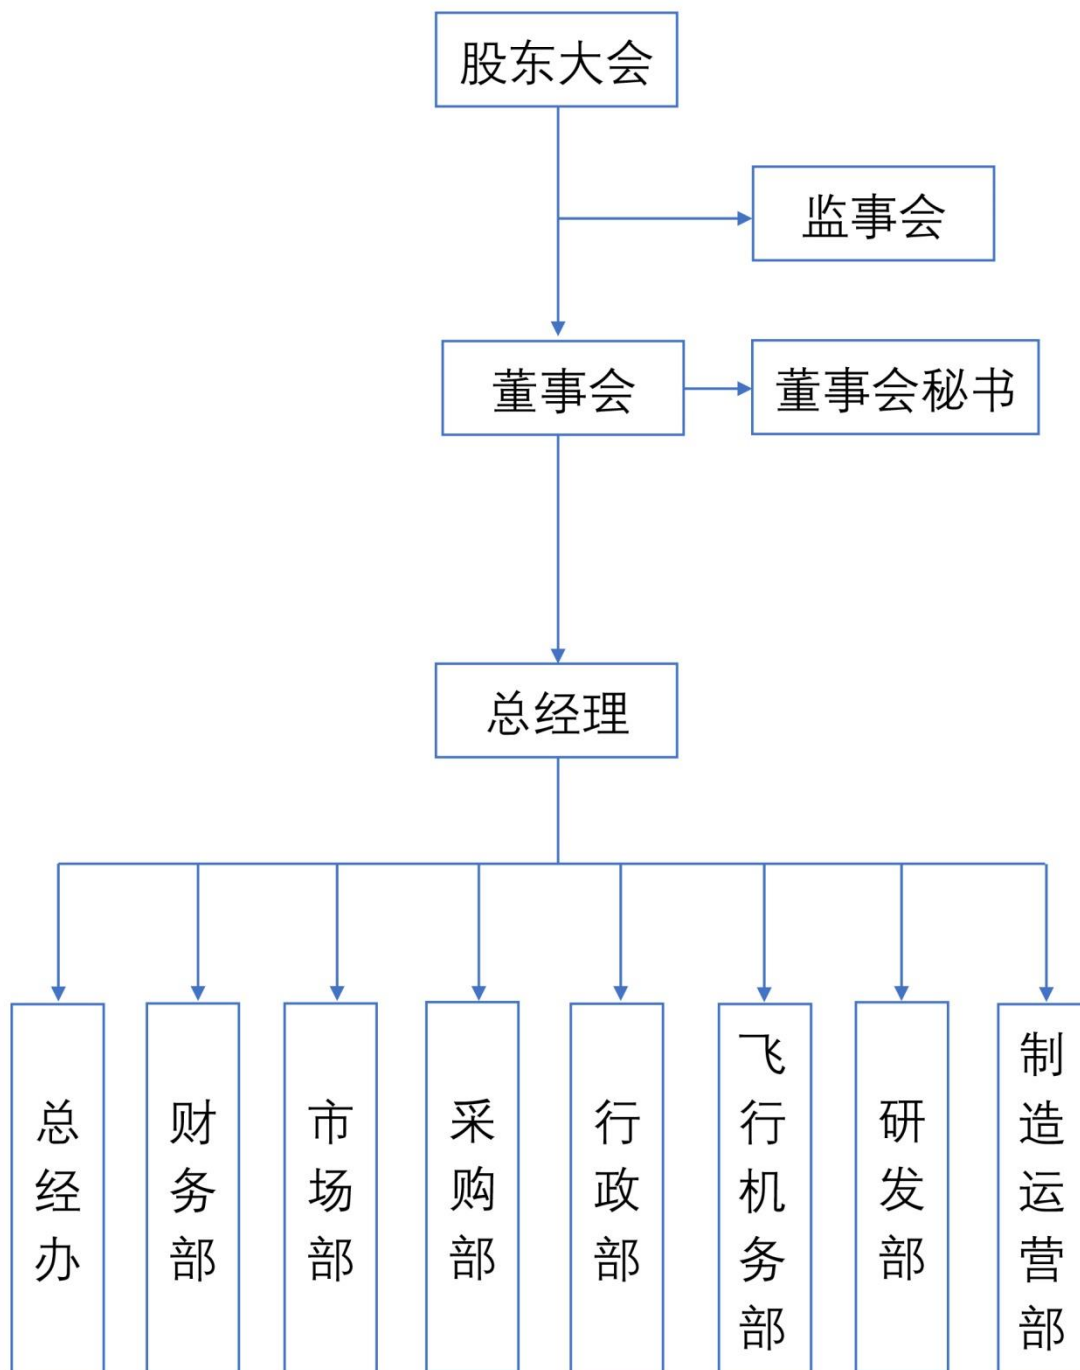 股东大会
监事会
董事会
董事会秘书
总经理
总经办
财务部
市场部
采购部
行政部
飞行机务部
研发部
制造运营部